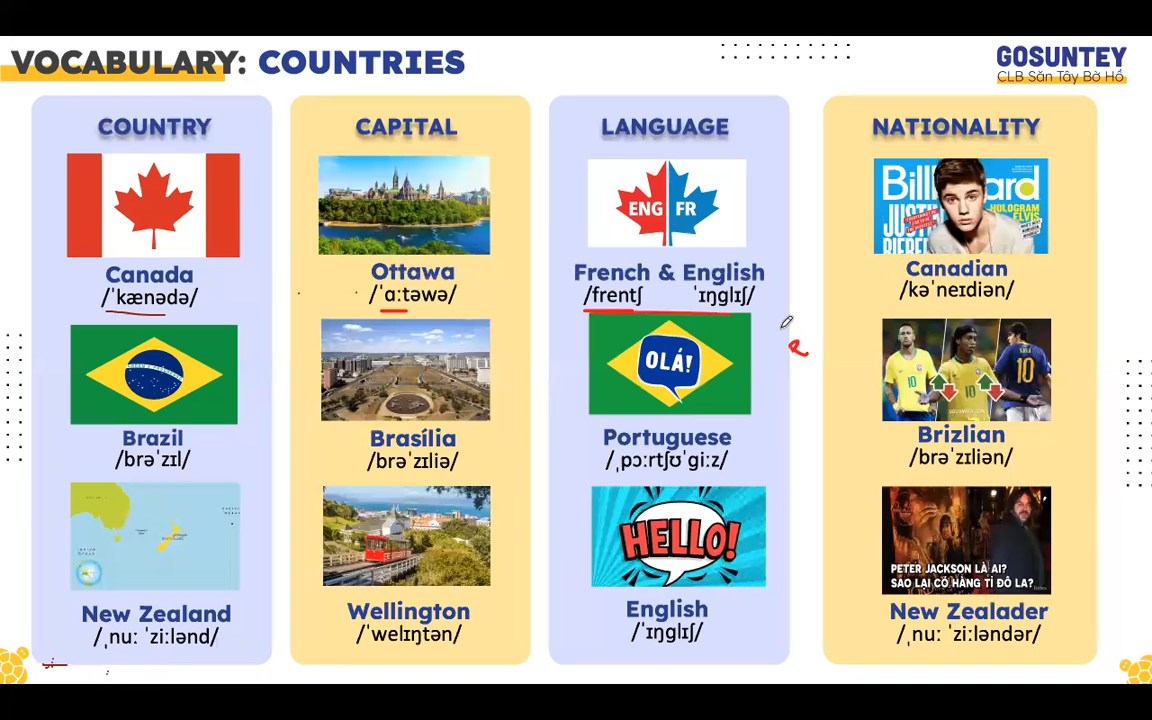 VOCABULARY: COUNTRIES
GOSUNTEY
CLB Săn Tây Bờ Hồ
COUNTRY
CAPITAL
LANGUAGE
NATIONALITY
ENG FR
Canada
/ˈkænədə/
Ottawa
/ˈɑːtəwə/
French & English
/frentʃ ˈɪŋglɪʃ/
Canadian
/kəˈneɪdiən/
OLÁ!
10
10
10
Brazil
/brəˈzɪl/
Brasília
/brəˈzɪliə/
Portuguese
/ˌpɔːrtʃʊˈgiːz/
Brizlian
/brəˈzɪliən/
HELLO!
PETER JACKSON LÀ AI?
SAO LẠI CÓ HÀNG TỈ ĐÔ LA?
New Zealand
/ˌnuː ˈziːlənd/
Wellington
/ˈwelɪŋtən/
English
/ˈɪŋglɪʃ/
New Zealader
/ˌnuː ˈziːləndər/